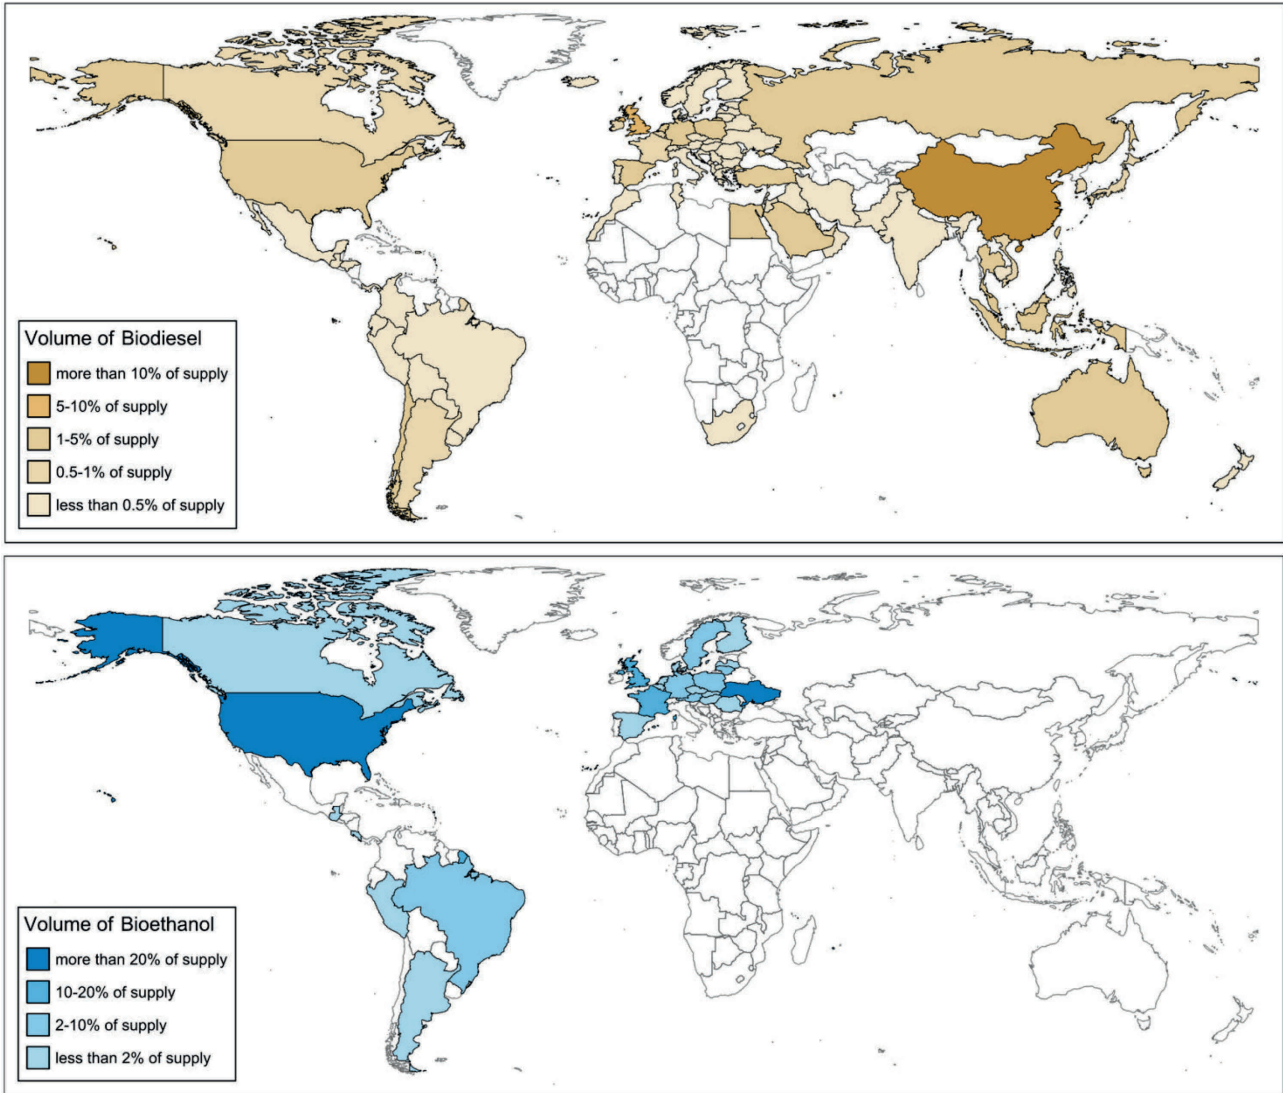 Volume of Biodiesel
more than 10% of supply
5-10% of supply
1-5% of supply
0.5-1% of supply
less than 0.5% of supply
Volume of Bioethanol
more than 20% of supply
10-20% of supply
2-10% of supply
less than 2% of supply